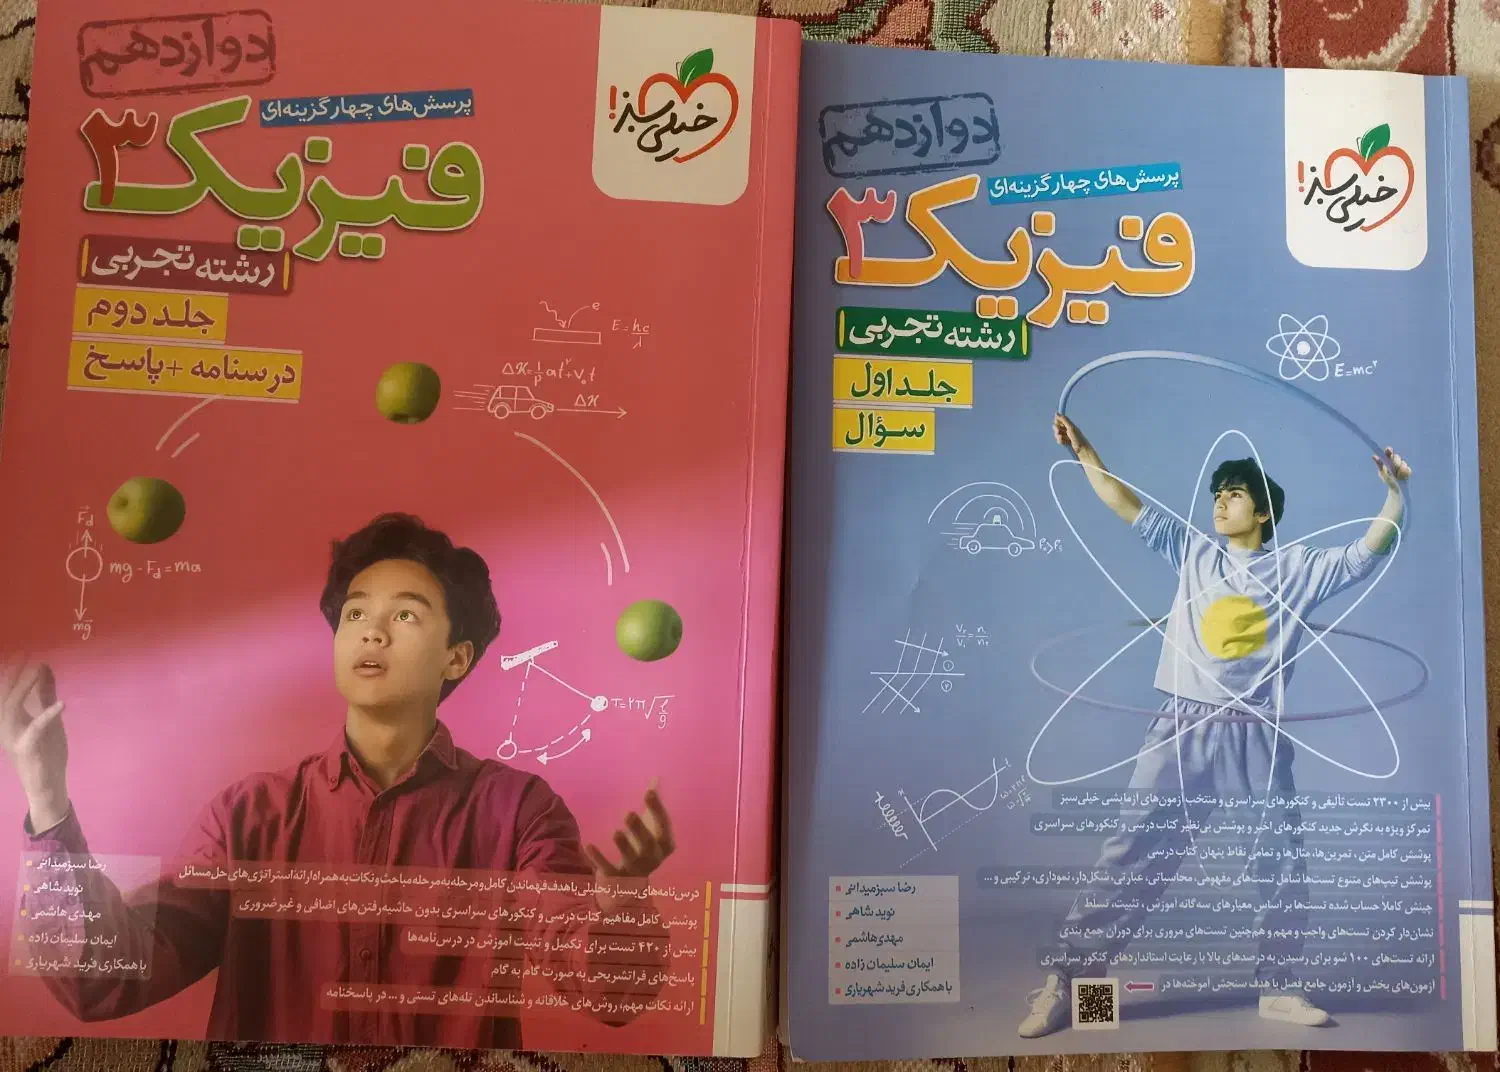 دوازدهم
پرسش‌های چهارگزینه‌ای
فیزیک ۳
رشته تجربی
جلد دوم
درسنامه + پاسخ
خیلی سبز!
e
E = hc/λ
Δx = ½ at² + v₀t
Δx
F⃗d
mg - Fd = ma
mg⃗
T = ۲π√(l/g)
رضا سبزمیدانی
نوید شاهی
مهدی هاشمی
ایمان سلیمان زاده
با همکاری فرید شهریاری
درس‌نامه‌های بسیار تحلیلی با هدف فهماندن کامل و مرحله به مرحله مباحث و نکات به همراه ارائه استراتژی‌های حل مسائل
پوشش کامل مفاهیم کتاب درسی و کنکورهای سراسری بدون حاشیه رفتن‌های اضافی و غیرضروری
بیش از ۴۲۰ تست برای تکمیل و تثبیت آموزش در درس‌نامه‌ها
پاسخ‌های فراتشریحی به صورت گام به گام
ارائه نکات مهم، روش‌های خلاقانه و شناساندن تله‌های تستی و ... در پاسخنامه
دوازدهم
پرسش‌های چهارگزینه‌ای
فیزیک ۳
رشته تجربی
جلد اول
سؤال
خیلی سبز!
E=mc²
رضا سبزمیدانی
نوید شاهی
مهدی هاشمی
ایمان سلیمان زاده
با همکاری فرید شهریاری
بیش از ۲۳۰۰ تست تألیفی و کنکورهای سراسری و منتخب آزمون‌های آزمایشی خیلی‌سبز
تمرکز ویژه به نگرش جدید کنکورهای اخیر و پوشش بی‌نظیر کتاب درسی و کنکورهای سراسری
پوشش کامل متن، تمرین‌ها، مثال‌ها و تمامی نقاط پنهان کتاب درسی
پوشش تیپ‌های متنوع تست‌ها شامل تست‌های مفهومی، محاسباتی، عبارتی، شکل‌دار، نموداری، ترکیبی و ...
چینش کاملا حساب شده تست‌ها بر اساس معیارهای سه گانه آموزش، تثبیت، تسلط
نشان‌دار کردن تست‌های واجب و مهم و هم‌چنین تست‌های مروری برای دوران جمع بندی
ارائه تست‌های ۱۰۰ شو برای رسیدن به درصدهای بالا با رعایت استانداردهای کنکور سراسری
آزمون‌های بخش و آزمون جامع فصل با هدف سنجش آموخته‌ها در